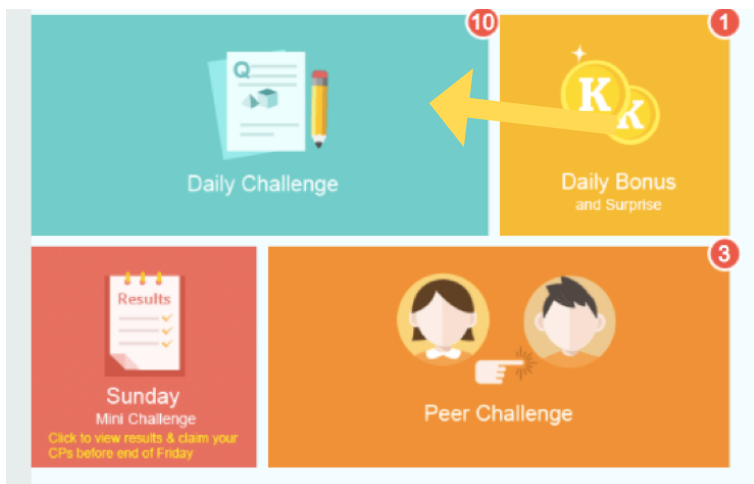 10
1
Q
K
K
Daily Challenge
Daily Bonus
and Surprise
3
Results
Sunday
Mini Challenge
Click to view results & claim your
CPs before end of Friday
Peer Challenge